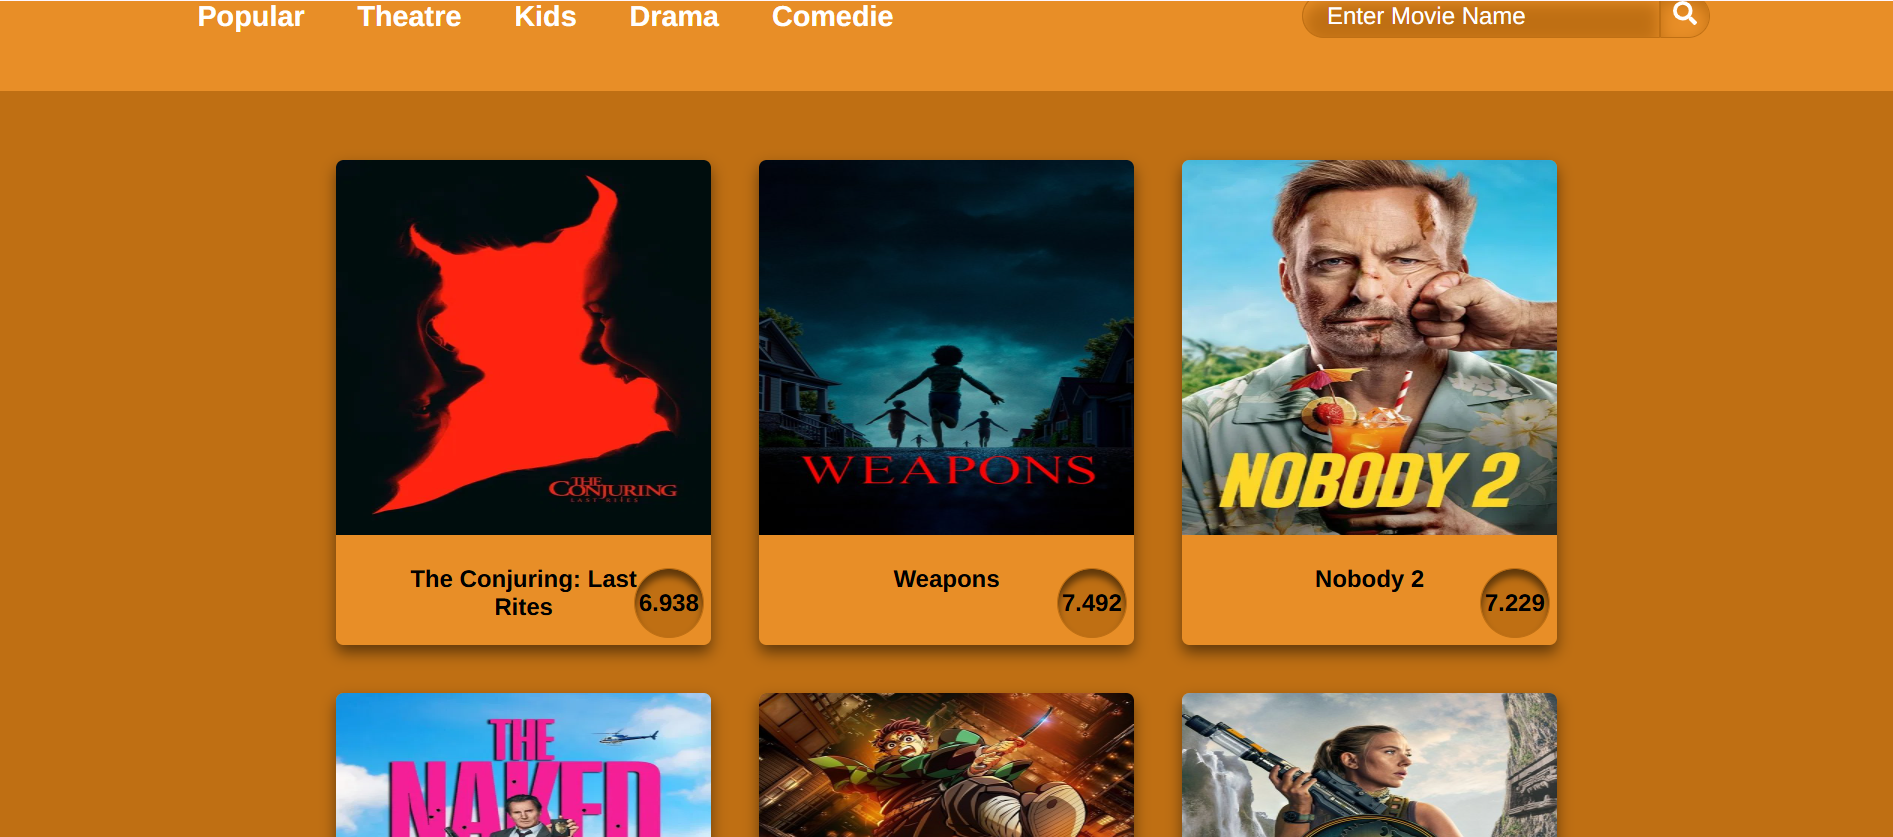 Popular Theatre Kids Drama Comedie Enter Movie Name
THE
CONJURING
LAST RITES
WEAPONS
NOBODY 2
The Conjuring: Last
Rites
6.938
Weapons
7.492
Nobody 2
7.229
THE
NAKED